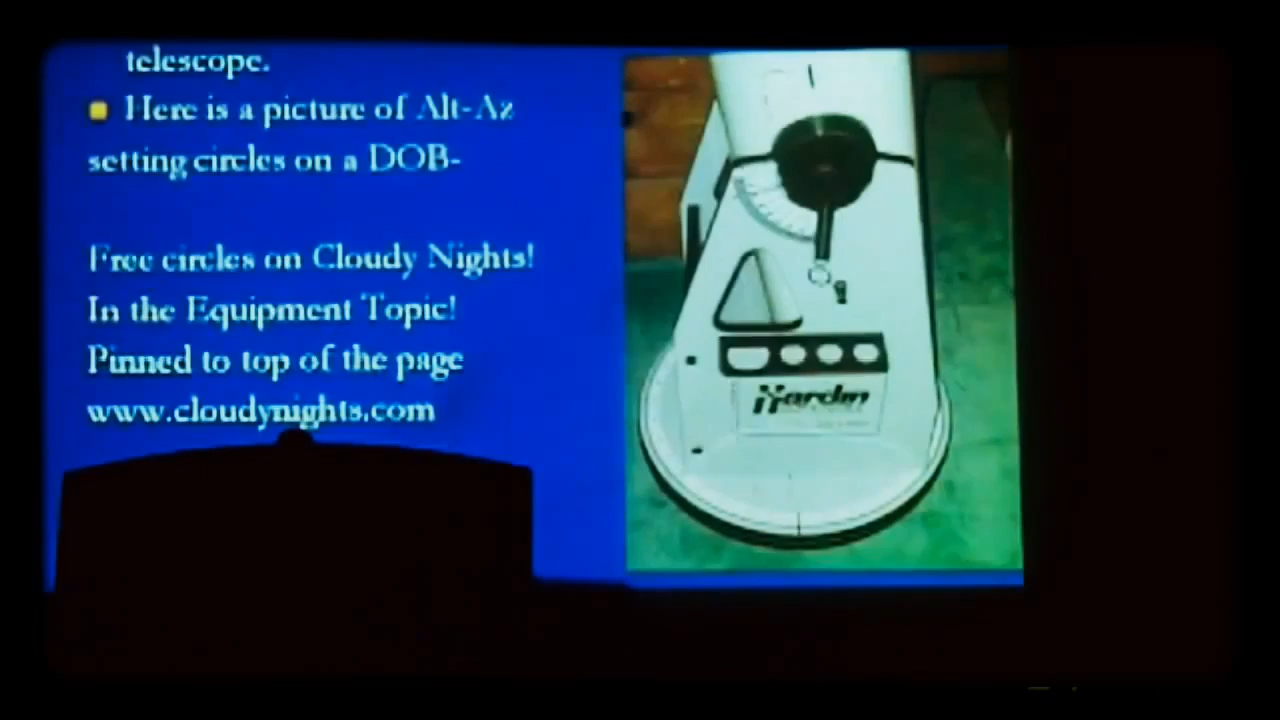 telescope.
Here is a picture of Alt-Az
setting circles on a DOB-
Free circles on Cloudy Nights!
In the Equipment Topic!
Pinned to top of the page
www.cloudynights.com
Hardin